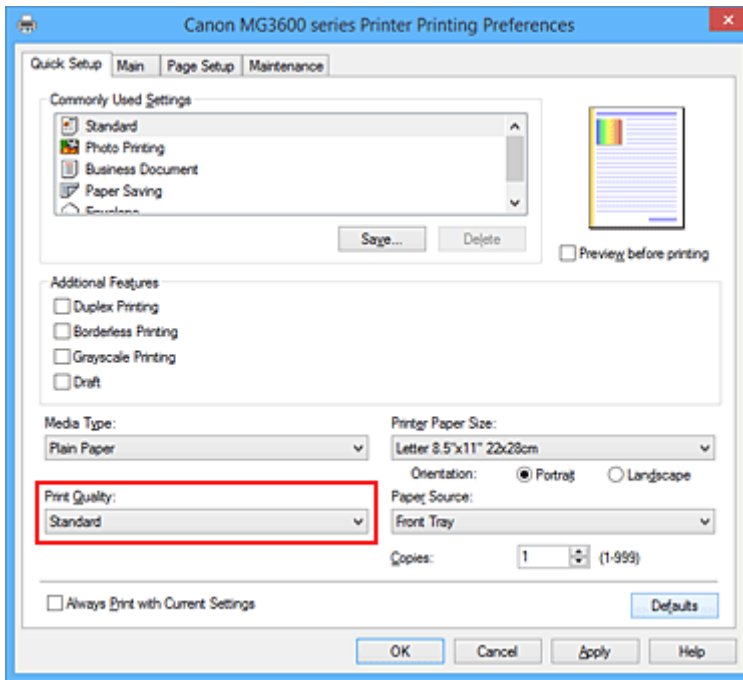 Canon MG3600 series Printer Printing Preferences
Quick Setup Main Page Setup Maintenance
Commonly Used Settings
Standard
Photo Printing
Business Document
Paper Saving
Envelope
Save... Delete
Preview before printing
Additional Features
Duplex Printing
Borderless Printing
Grayscale Printing
Draft
Media Type:
Plain Paper
Printer Paper Size:
Letter 8.5"x11" 22x28cm
Orientation: Portrait Landscape
Print Quality:
Standard
Paper Source:
Front Tray
Copies: 1 (1-999)
Always Print with Current Settings
Defaults
OK Cancel Apply Help